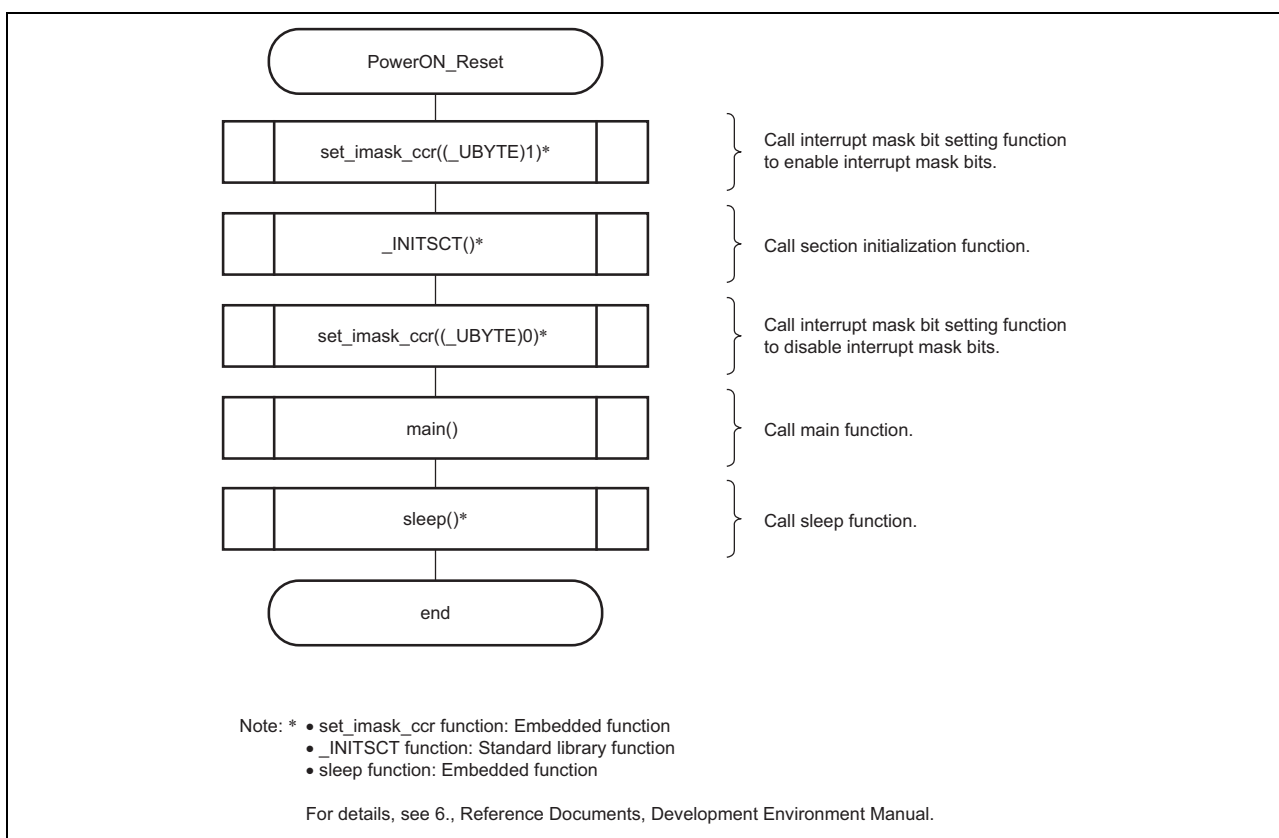 PowerON_Reset
set_imask_ccr((_UBYTE)1)*
Call interrupt mask bit setting function
to enable interrupt mask bits.
_INITSCT()*
Call section initialization function.
set_imask_ccr((_UBYTE)0)*
Call interrupt mask bit setting function
to disable interrupt mask bits.
main()
Call main function.
sleep()*
Call sleep function.
end
Note: * • set_imask_ccr function: Embedded function
• _INITSCT function: Standard library function
• sleep function: Embedded function
For details, see 6., Reference Documents, Development Environment Manual.